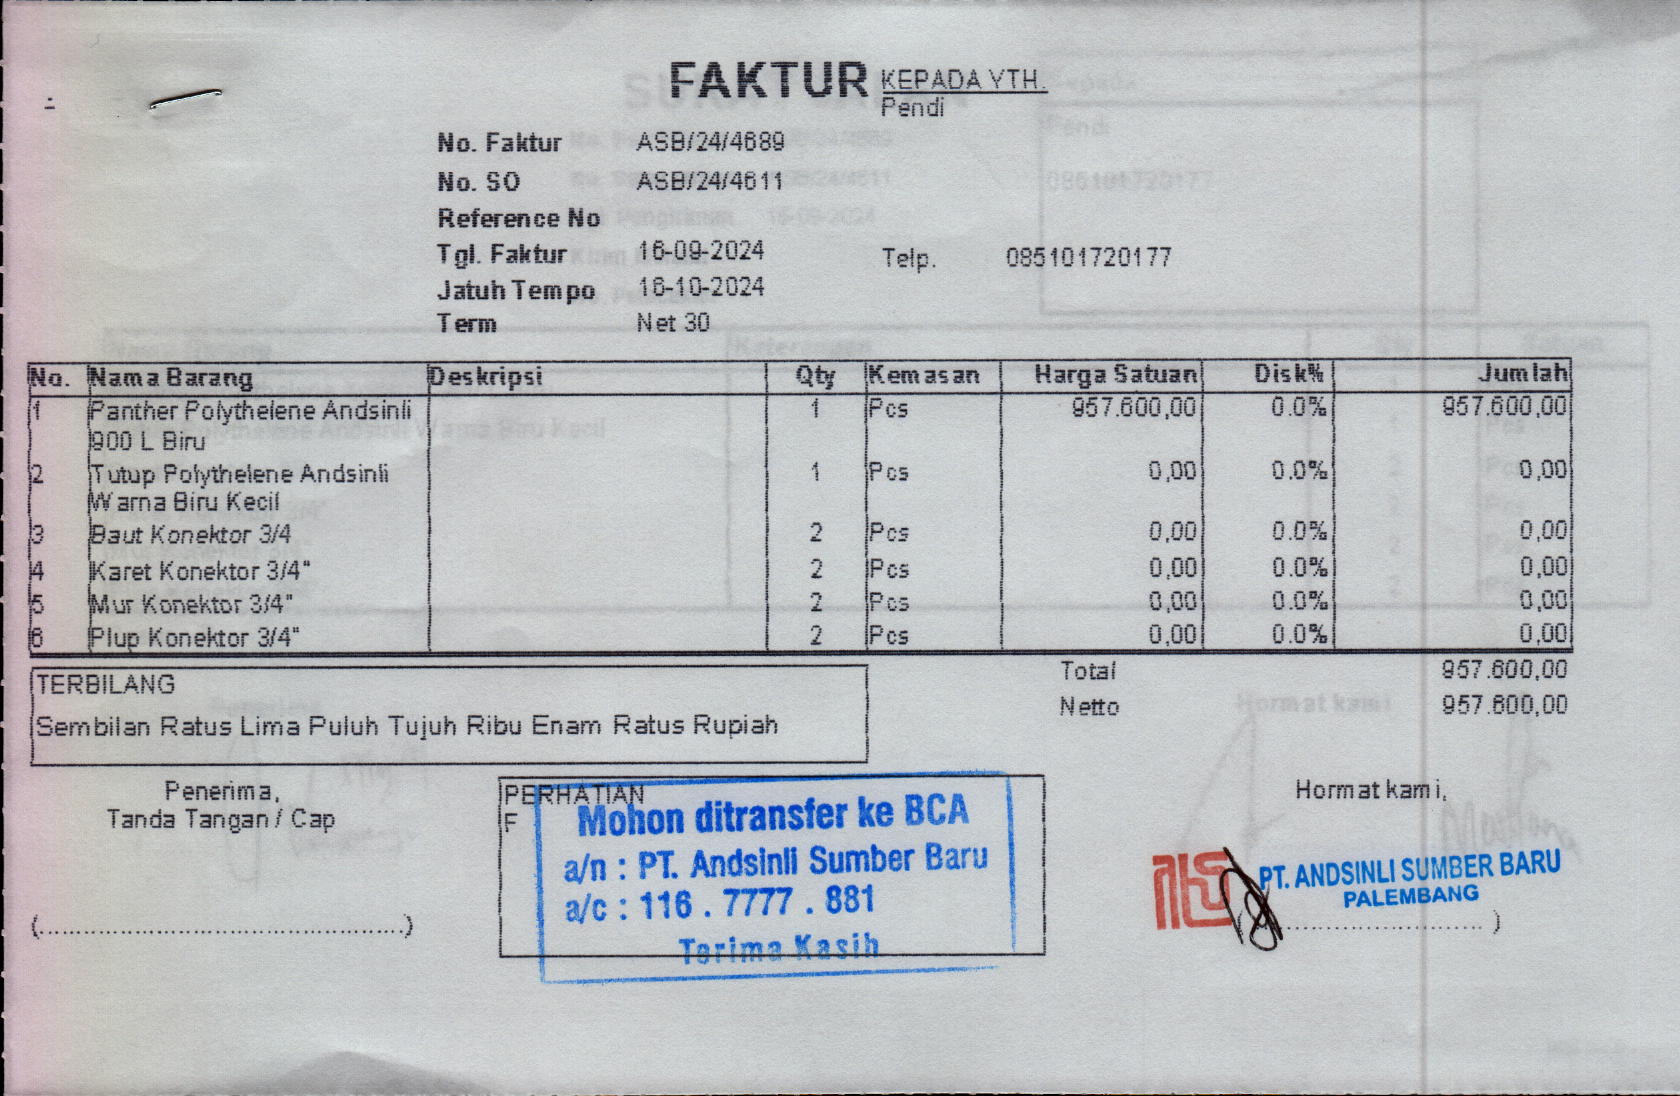 FAKTUR
KEPADA YTH.
Pendi
No. Faktur ASB/24/4689
No. SO ASB/24/4611
Reference No
Tgl. Faktur 16-09-2024
Telp. 085101720177
Jatuh Tempo 16-10-2024
Term Net 30
No. Nama Barang Deskripsi Qty Kemasan Harga Satuan Disk% Jumlah
1 Panther Polythelene Andsinli 1 Pcs 957.600,00 0.0% 957.600,00
900 L Biru
2 Tutup Polythelene Andsinli 1 Pcs 0,00 0.0% 0,00
Warna Biru Kecil
3 Baut Konektor 3/4 2 Pcs 0,00 0.0% 0,00
4 Karet Konektor 3/4" 2 Pcs 0,00 0.0% 0,00
5 Mur Konektor 3/4" 2 Pcs 0,00 0.0% 0,00
6 Plup Konektor 3/4" 2 Pcs 0,00 0.0% 0,00
Total 957.600,00
Netto 957.600,00
TERBILANG
Sembilan Ratus Lima Puluh Tujuh Ribu Enam Ratus Rupiah
Penerima,
Tanda Tangan / Cap
(..............................................)
PERHATIAN
F
Mohon ditransfer ke BCA
a/n : PT. Andsinli Sumber Baru
a/c : 116 . 7777 . 881
Terima Kasih
Hormat kami,
PT. ANDSINLI SUMBER BARU
PALEMBANG
(..............................)